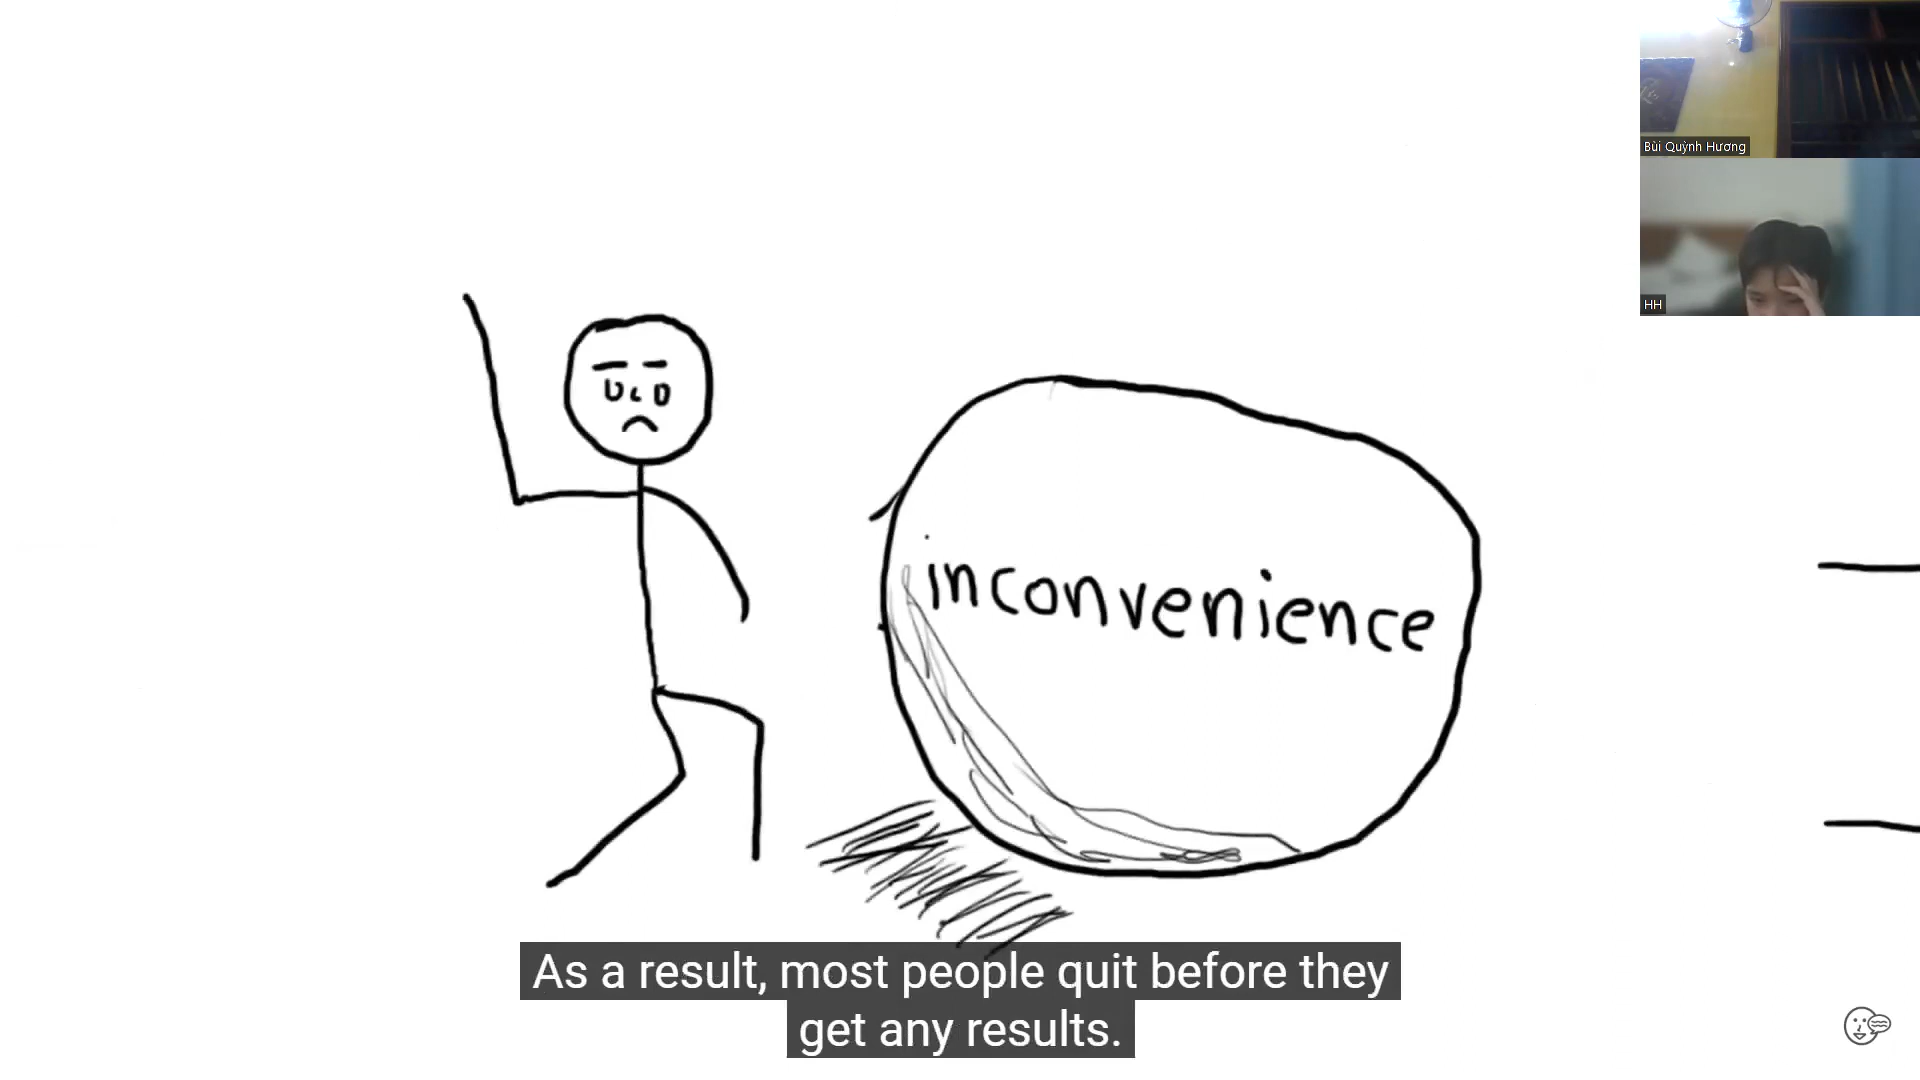 Bùi Quỳnh Hương
HH
inconvenience
As a result, most people quit before they
get any results.